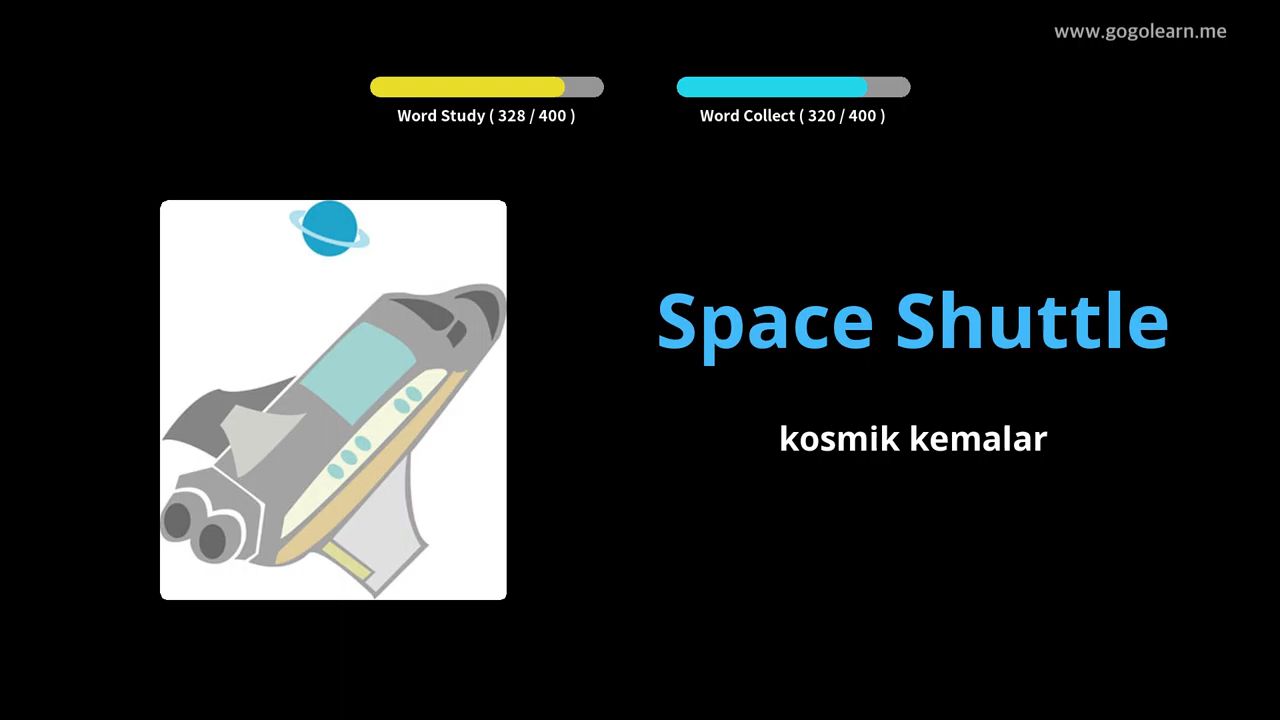 www.gogolearn.me
Word Study ( 328 / 400 )
Word Collect ( 320 / 400 )
Space Shuttle
kosmik kemalar